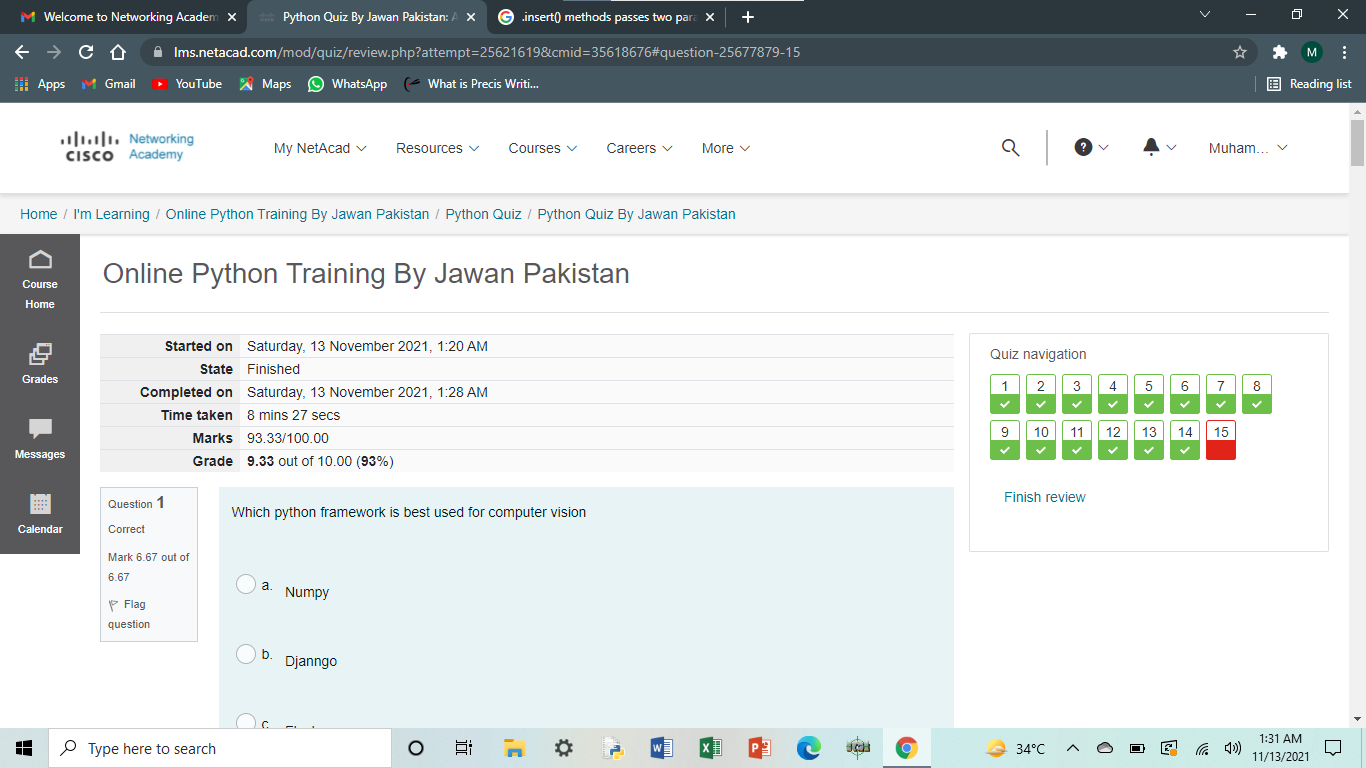 Welcome to Networking Academ
Python Quiz By Jawan Pakistan: A
.insert() methods passes two para
lms.netacad.com/mod/quiz/review.php?attempt=25621619&cmid=35618676#question-25677879-15
M
Apps
Gmail
YouTube
Maps
WhatsApp
What is Precis Writi...
Reading list
CISCO
Networking
Academy
My NetAcad
Resources
Courses
Careers
More
Muham...
Home / I'm Learning / Online Python Training By Jawan Pakistan / Python Quiz / Python Quiz By Jawan Pakistan
Course
Home
Grades
Messages
Calendar
Online Python Training By Jawan Pakistan
Started on Saturday, 13 November 2021, 1:20 AM
State Finished
Completed on Saturday, 13 November 2021, 1:28 AM
Time taken 8 mins 27 secs
Marks 93.33/100.00
Grade 9.33 out of 10.00 (93%)
Quiz navigation
1 2 3 4 5 6 7 8
9 10 11 12 13 14 15
Finish review
Question 1
Correct
Mark 6.67 out of
6.67
Flag
question
Which python framework is best used for computer vision
a. Numpy
b. Djanngo
c.
Type here to search
34°C
1:31 AM
11/13/2021